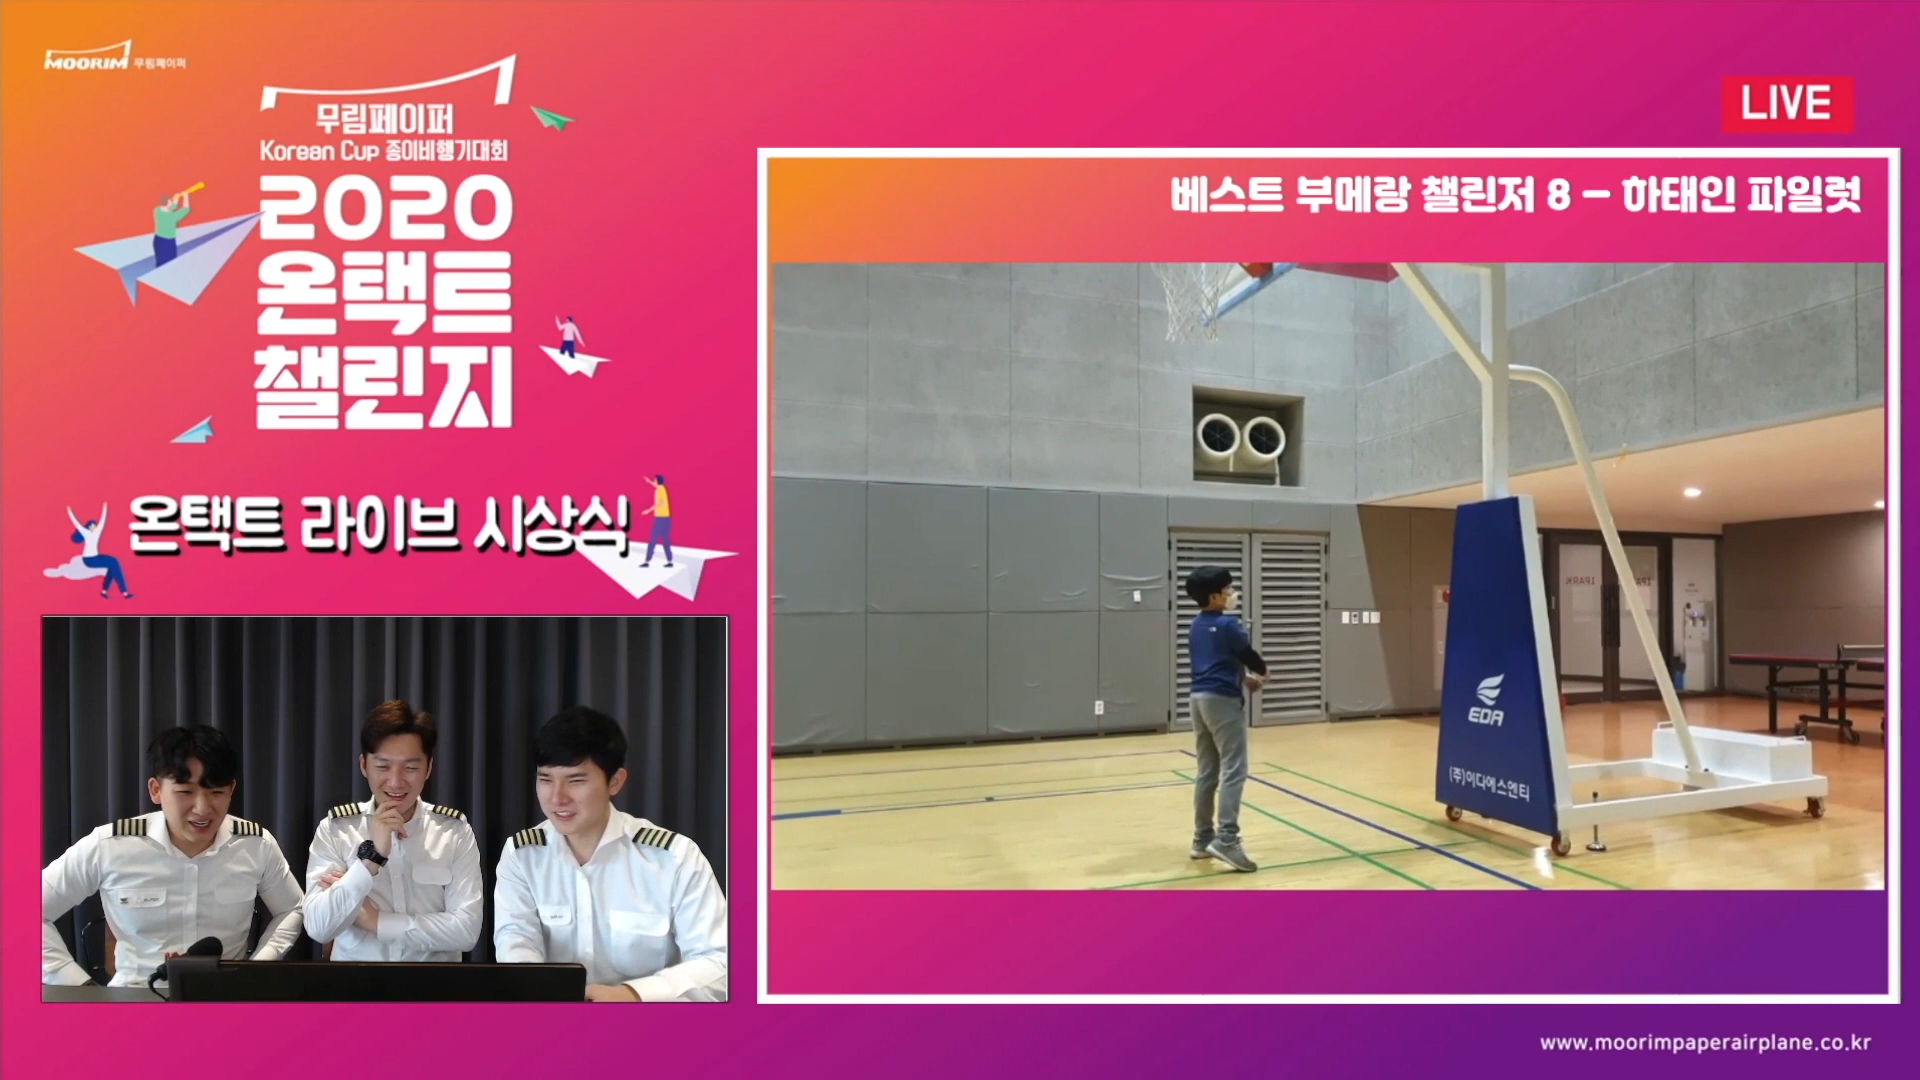 MOORIM 무림페이퍼
무림페이퍼
Korean Cup 종이비행기대회
2020
온택트
챌린지
온택트 라이브 시상식
LIVE
베스트 부메랑 챌린저 8 – 하태인 파일럿
EDA
(주)이다에스엔티
www.moorimpaperairplane.co.kr